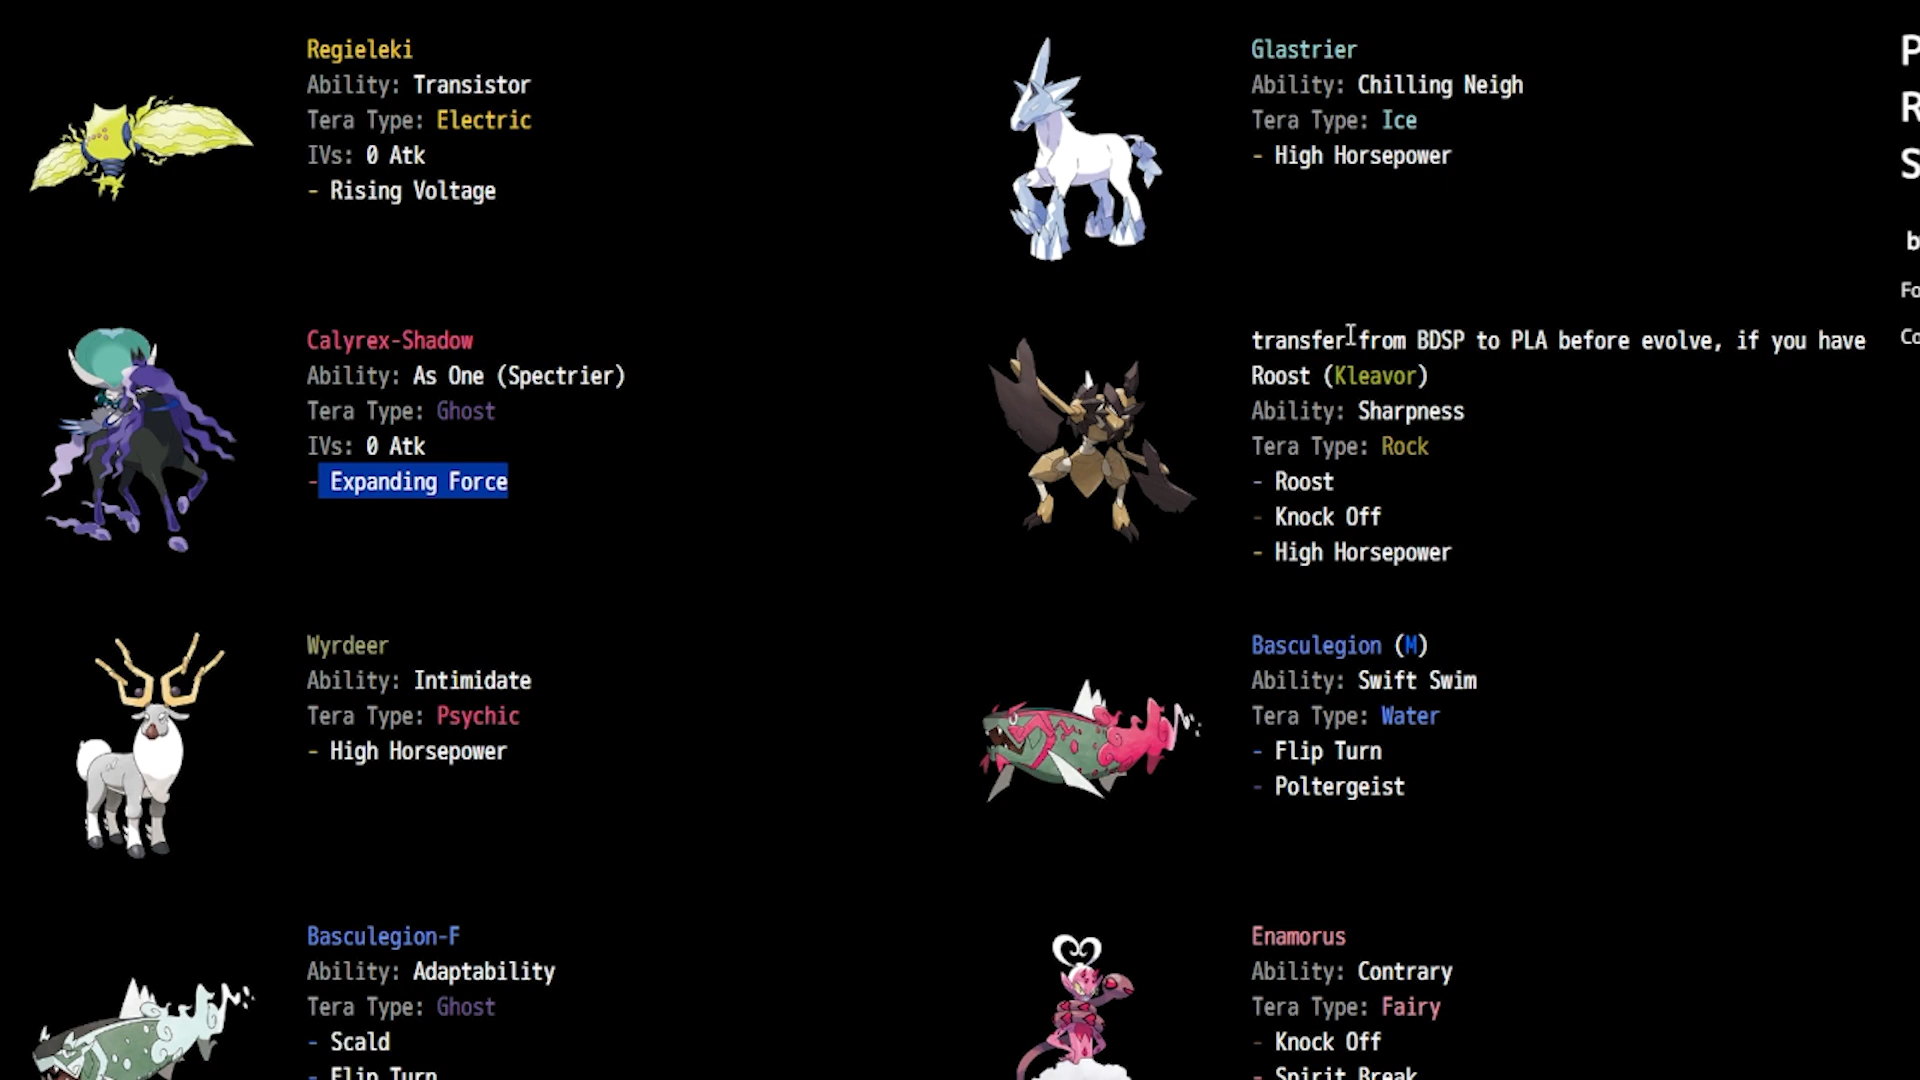 Regieleki
Ability: Transistor
Tera Type: Electric
IVs: 0 Atk
- Rising Voltage
Glastrier
Ability: Chilling Neigh
Tera Type: Ice
- High Horsepower
Calyrex-Shadow
Ability: As One (Spectrier)
Tera Type: Ghost
IVs: 0 Atk
- Expanding Force
transfer from BDSP to PLA before evolve, if you have
Roost (Kleavor)
Ability: Sharpness
Tera Type: Rock
- Roost
- Knock Off
- High Horsepower
Wyrdeer
Ability: Intimidate
Tera Type: Psychic
- High Horsepower
Basculegion (M)
Ability: Swift Swim
Tera Type: Water
- Flip Turn
- Poltergeist
Basculegion-F
Ability: Adaptability
Tera Type: Ghost
- Scald
- Flip Turn
Enamorus
Ability: Contrary
Tera Type: Fairy
- Knock Off
- Spirit Break